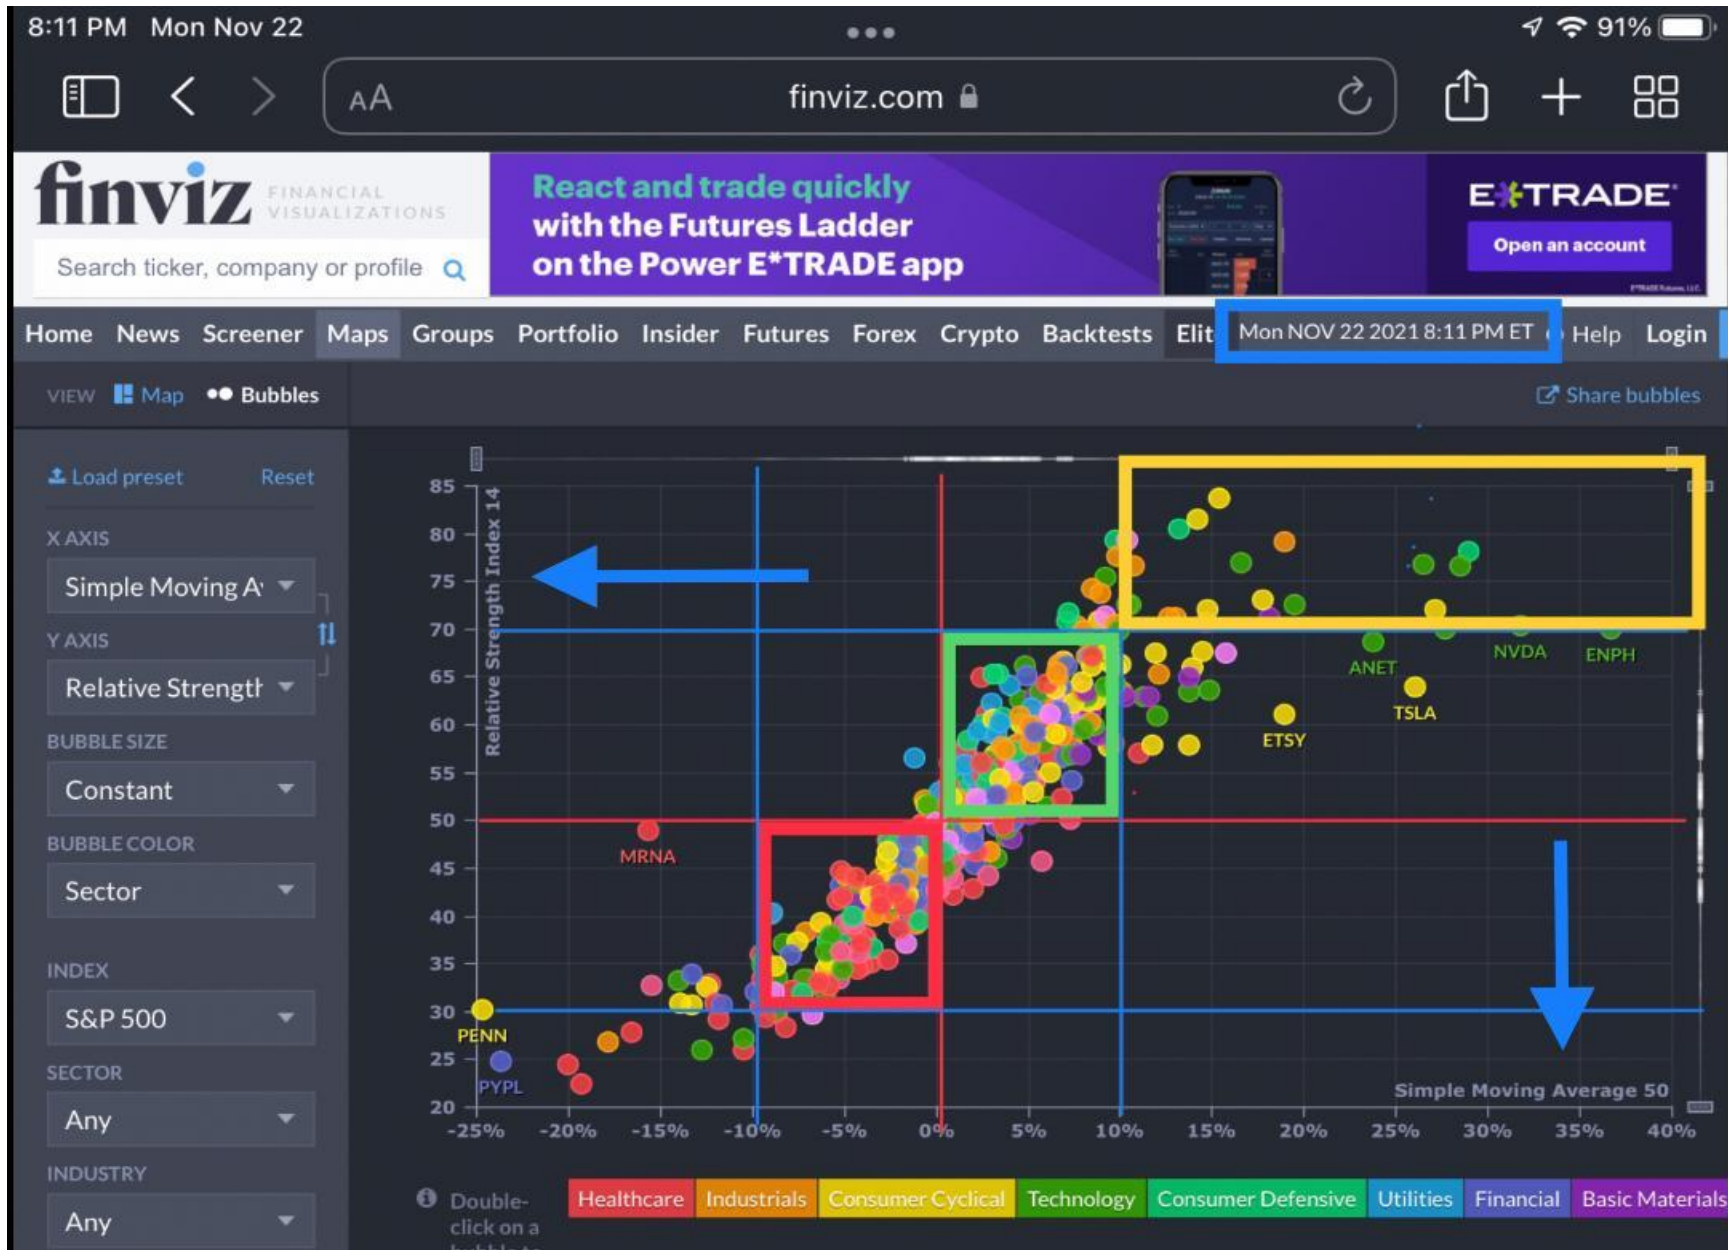 8:11 PM Mon Nov 22
91%
AA
finviz.com
finviz FINANCIAL VISUALIZATIONS
Search ticker, company or profile
React and trade quickly
with the Futures Ladder
on the Power E*TRADE app
E*TRADE
Open an account
Home News Screener Maps Groups Portfolio Insider Futures Forex Crypto Backtests Elit Mon NOV 22 2021 8:11 PM ET Help Login
VIEW Map Bubbles
Share bubbles
Load preset Reset
X AXIS
Simple Moving A
Y AXIS
Relative Strengt
BUBBLE SIZE
Constant
BUBBLE COLOR
Sector
INDEX
S&P 500
SECTOR
Any
INDUSTRY
Any
Relative Strength Index 14
85
80
75
70
65
60
55
50
45
40
35
30
25
20
NVDA
ENPH
ANET
TSLA
ETSY
MRNA
PENN
PYPL
Simple Moving Average 50
-25% -20% -15% -10% -5% 0% 5% 10% 15% 20% 25% 30% 35% 40%
Double-
click on a
Healthcare Industrials Consumer Cyclical Technology Consumer Defensive Utilities Financial Basic Materials